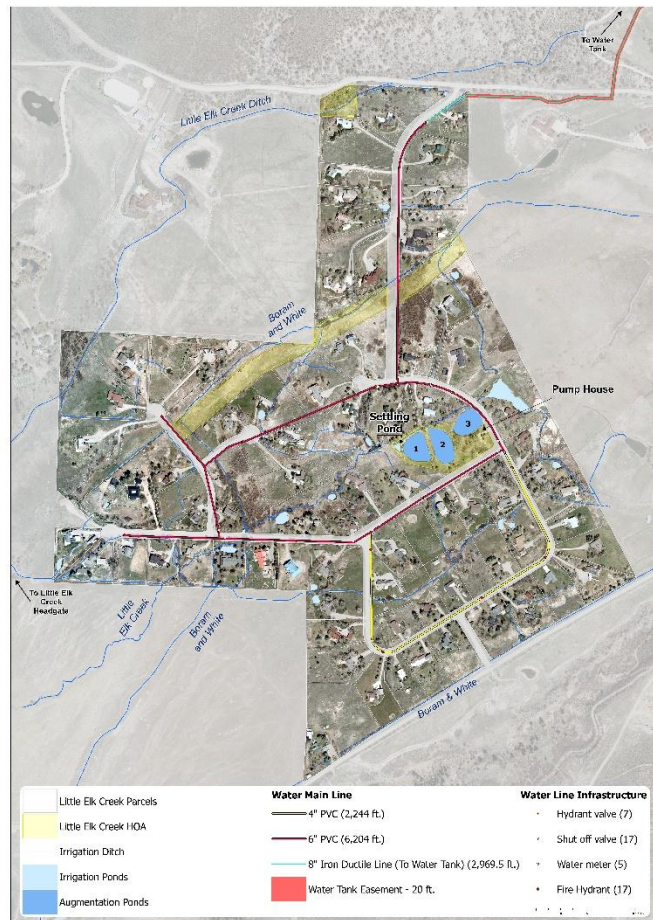 To Water
Tank
Little Elk Creek Ditch
Boram
and White
Pump House
Settling
Pond
1
2
3
To Little Elk
Creek
Headgate
Little
Elk Creek
Boram
and White
Boram & White
Little Elk Creek Parcels
Little Elk Creek HOA
Irrigation Ditch
Irrigation Ponds
Augmentation Ponds
Water Main Line
4" PVC (2,244 ft.)
6" PVC (6,204 ft.)
8" Iron Ductile Line (To Water Tank) (2,969.5 ft.)
Water Tank Easement - 20 ft.
Water Line Infrastructure
Hydrant valve (7)
Shut off valve (17)
Water meter (5)
Fire Hydrant (17)